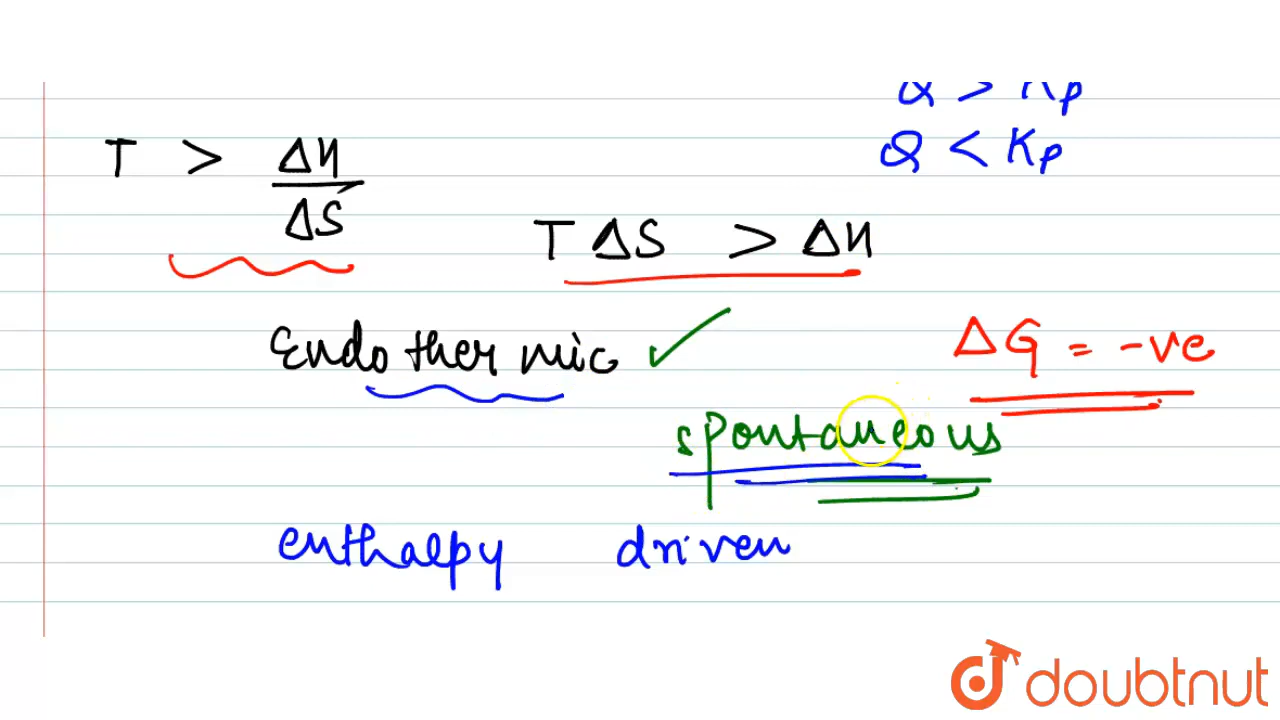 Q > Kp
Q < Kp
T > ΔH/ΔS
TΔS > ΔH
Endothermic ✓
ΔG = -ve
spontaneous
enthalpy driven
doubtnut